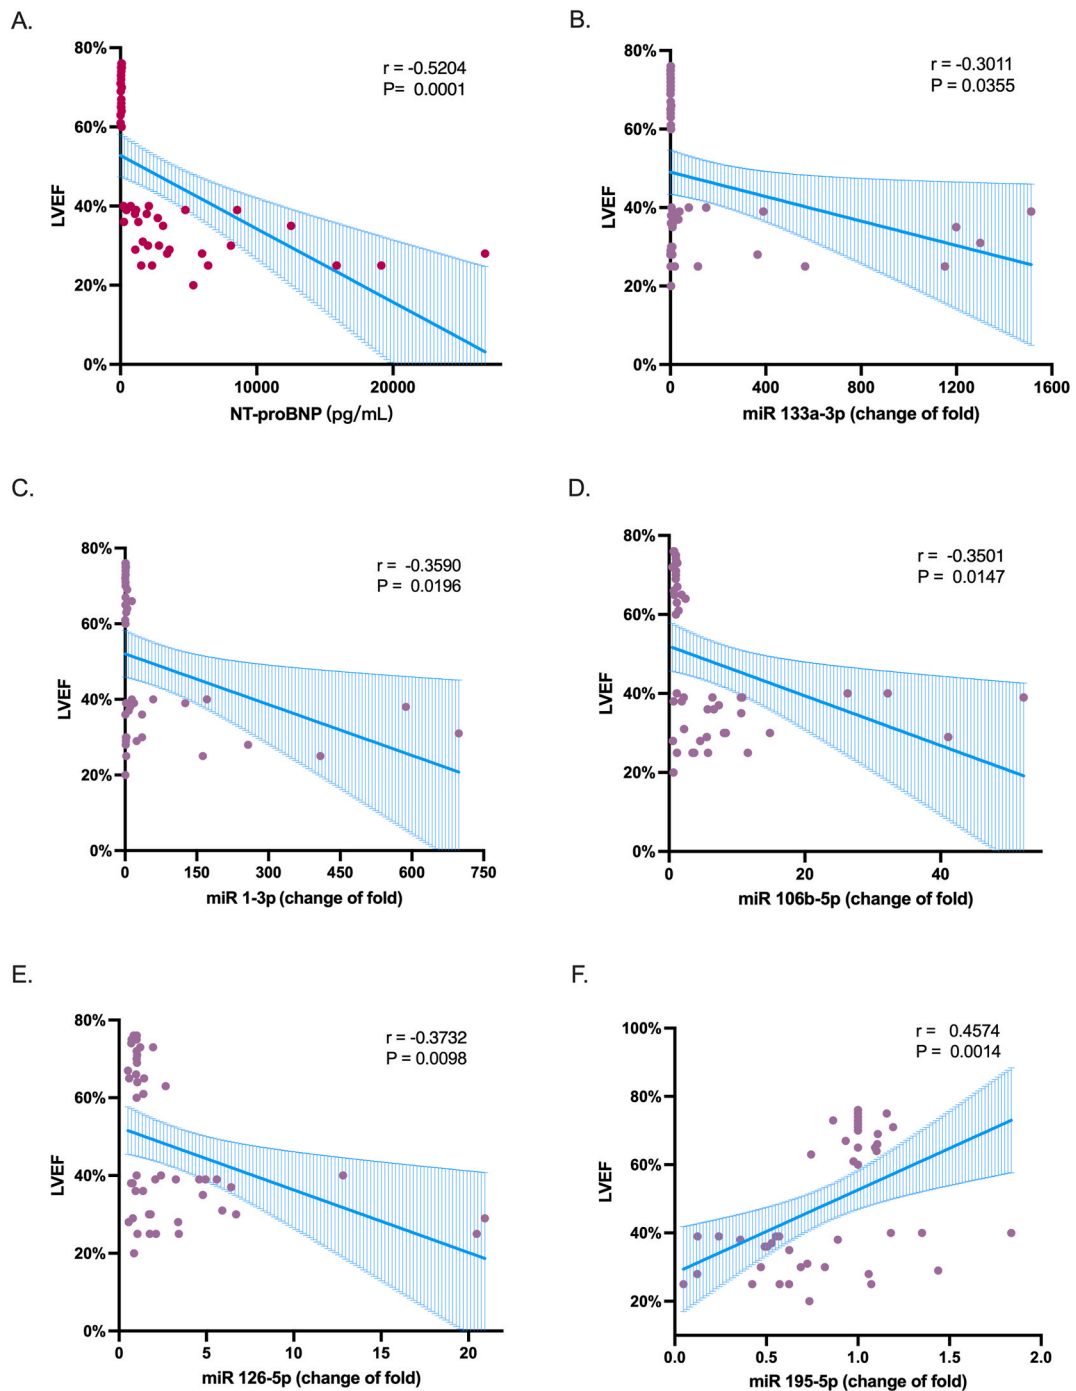 A.
80%
60%
40%
20%
0%
LVEF
r = -0.5204
P= 0.0001
0
10000
20000
NT-proBNP (pg/mL)
B.
80%
60%
40%
20%
0%
LVEF
r = -0.3011
P = 0.0355
0
400
800
1200
1600
miR 133a-3p (change of fold)
C.
80%
60%
40%
20%
0%
LVEF
r = -0.3590
P = 0.0196
0
150
300
450
600
750
miR 1-3p (change of fold)
D.
80%
60%
40%
20%
0%
LVEF
r = -0.3501
P = 0.0147
0
20
40
miR 106b-5p (change of fold)
E.
80%
60%
40%
20%
0%
LVEF
r = -0.3732
P = 0.0098
0
5
10
15
20
miR 126-5p (change of fold)
F.
100%
80%
60%
40%
20%
LVEF
r = 0.4574
P = 0.0014
0.0
0.5
1.0
1.5
2.0
miR 195-5p (change of fold)